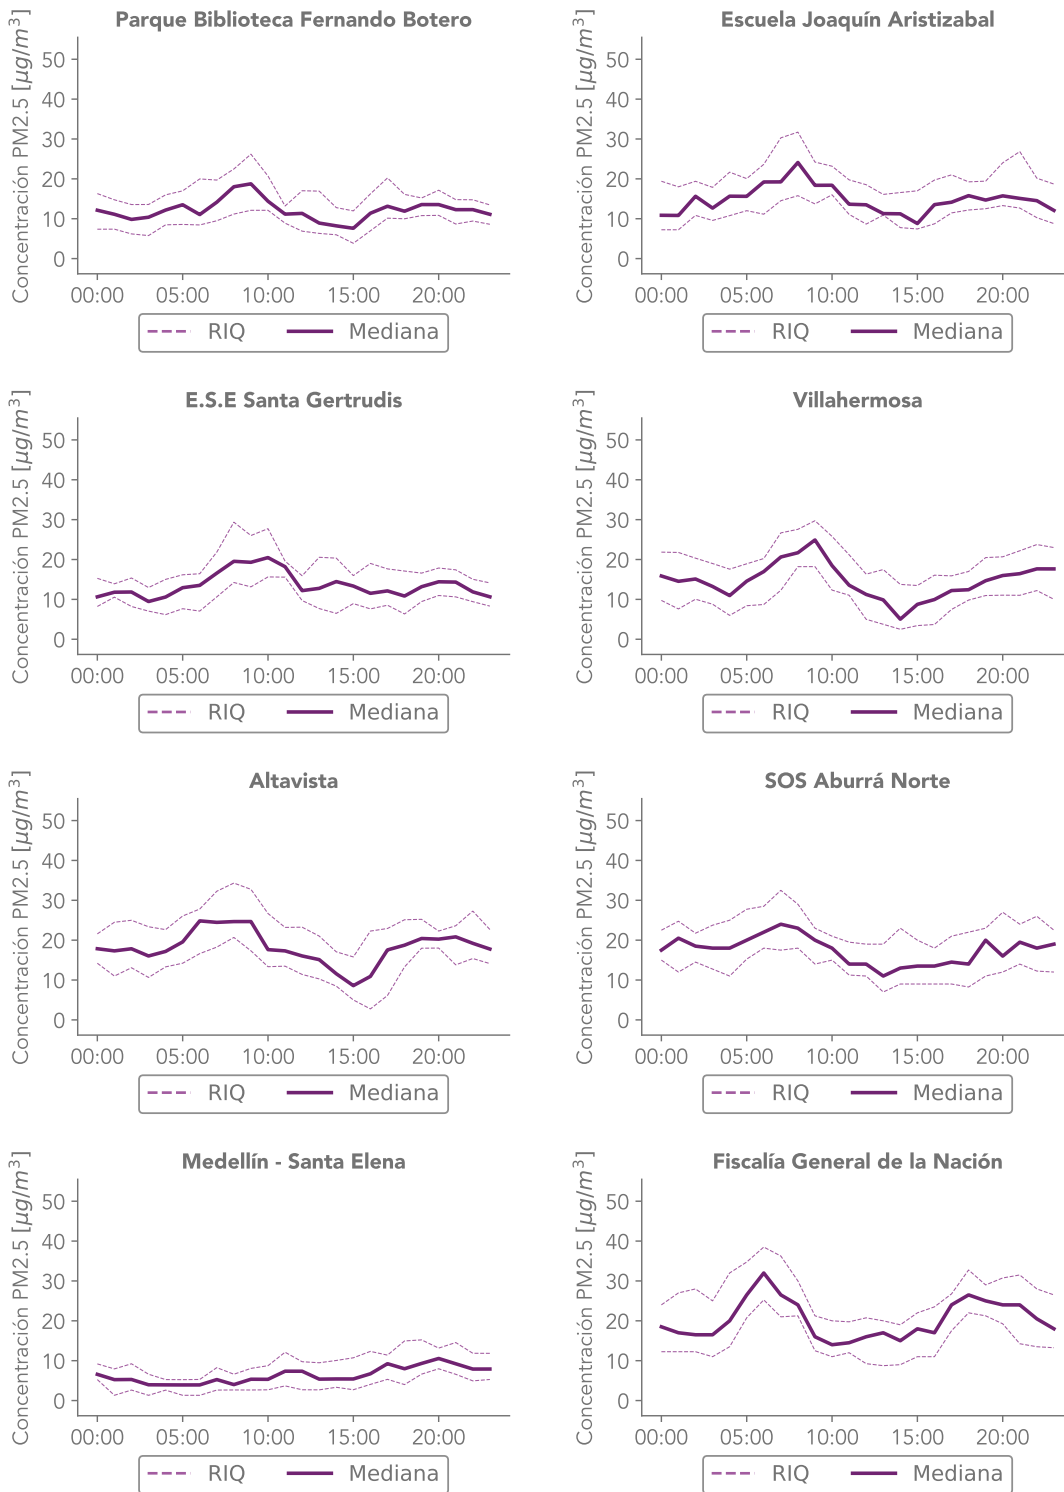 Parque Biblioteca Fernando Botero
Concentración PM2.5 [µg/m³]
50
40
30
20
10
0
00:00 05:00 10:00 15:00 20:00
RIQ Mediana
Escuela Joaquín Aristizabal
Concentración PM2.5 [µg/m³]
50
40
30
20
10
0
00:00 05:00 10:00 15:00 20:00
RIQ Mediana
E.S.E Santa Gertrudis
Concentración PM2.5 [µg/m³]
50
40
30
20
10
0
00:00 05:00 10:00 15:00 20:00
RIQ Mediana
Villahermosa
Concentración PM2.5 [µg/m³]
50
40
30
20
10
0
00:00 05:00 10:00 15:00 20:00
RIQ Mediana
Altavista
Concentración PM2.5 [µg/m³]
50
40
30
20
10
0
00:00 05:00 10:00 15:00 20:00
RIQ Mediana
SOS Aburrá Norte
Concentración PM2.5 [µg/m³]
50
40
30
20
10
0
00:00 05:00 10:00 15:00 20:00
RIQ Mediana
Medellín - Santa Elena
Concentración PM2.5 [µg/m³]
50
40
30
20
10
0
00:00 05:00 10:00 15:00 20:00
RIQ Mediana
Fiscalía General de la Nación
Concentración PM2.5 [µg/m³]
50
40
30
20
10
0
00:00 05:00 10:00 15:00 20:00
RIQ Mediana